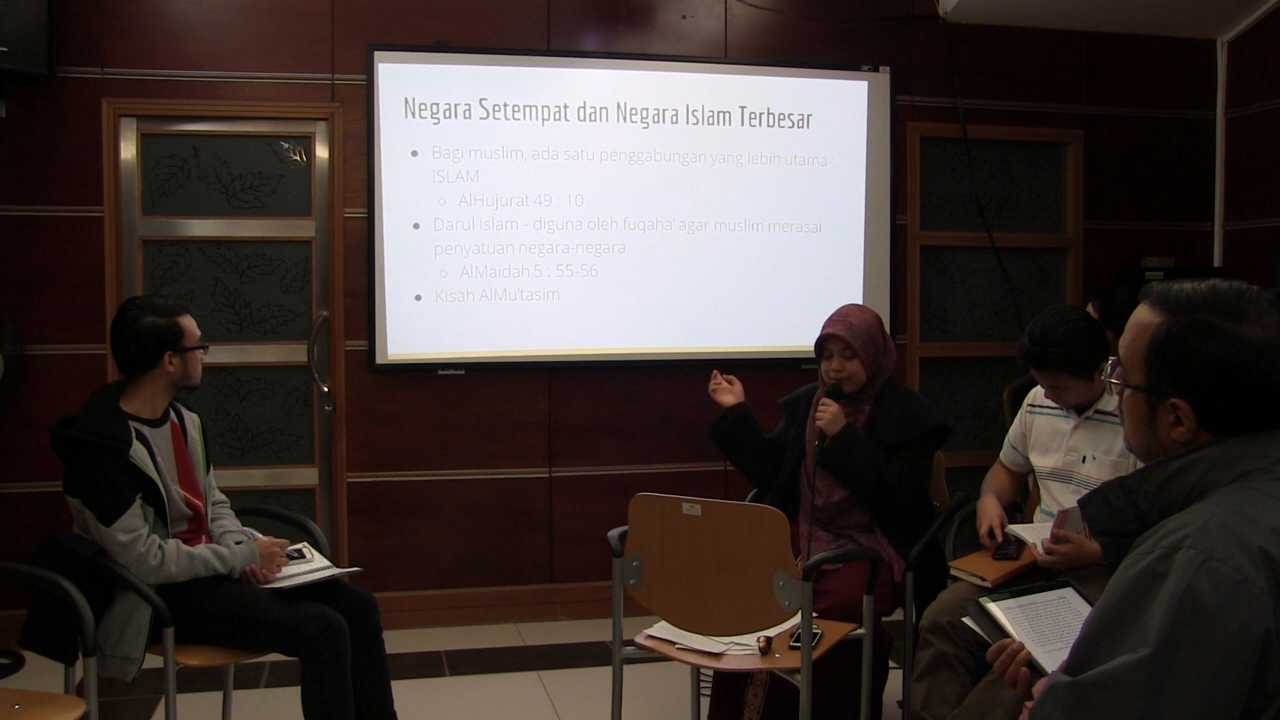 Negara Setempat dan Negara Islam Terbesar
Bagi muslim, ada satu penggabungan yang lebih utama :
ISLAM
AlHujurat 49 : 10
Darul Islam - diguna oleh fuqaha' agar muslim merasai
penyatuan negara-negara
AlMaidah 5 : 55-56
Kisah AlMu'tasim